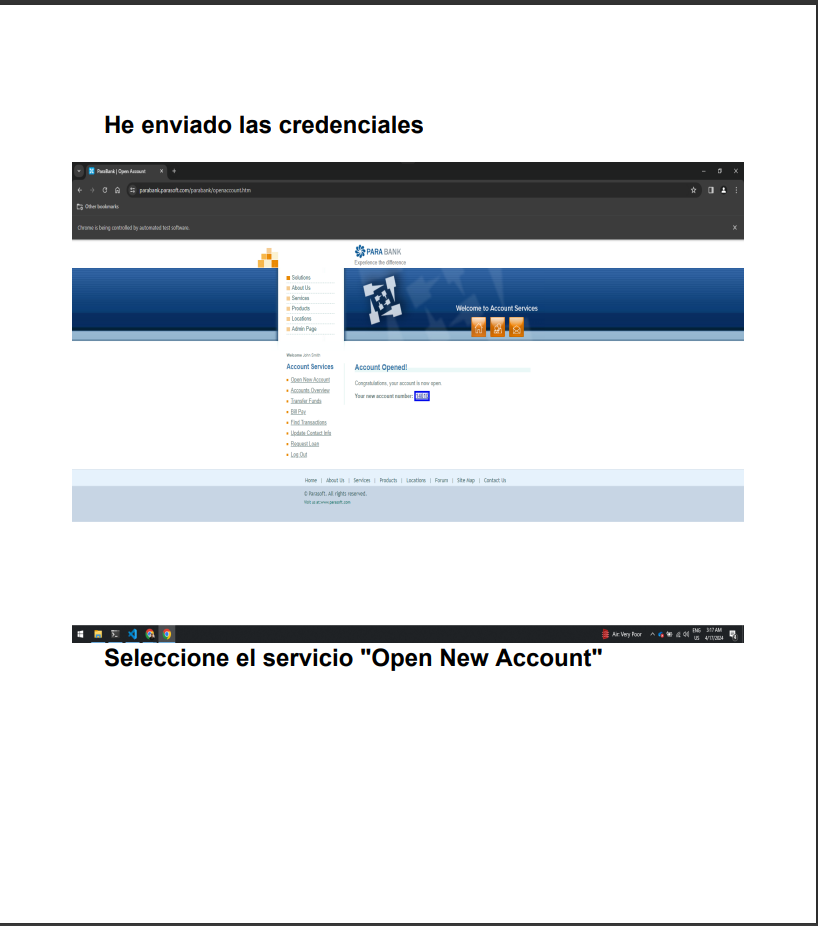 He enviado las credenciales
ParaBank | Open Account
parabank.parasoft.com/parabank/openaccount.htm
Other bookmarks
Chrome is being controlled by automated test software.
PARA BANK
Experience the difference
Solutions
About Us
Services
Products
Locations
Admin Page
Welcome to Account Services
Welcome John Smith
Account Services
Open New Account
Accounts Overview
Transfer Funds
Bill Pay
Find Transactions
Update Contact Info
Request Loan
Log Out
Account Opened!
Congratulations, your account is now open.
Your new account number:
Home | About Us | Services | Products | Locations | Forum | Site Map | Contact Us
© Parasoft. All rights reserved.
Visit us at: www.parasoft.com
Air: Very Poor
ENG
US
3:17 AM
4/17/2024
Seleccione el servicio "Open New Account"